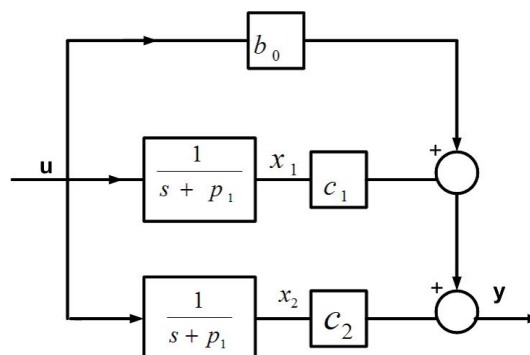 b₀
+
u
1
s + p₁
x₁
c₁
+
y
1
s + p₁
x₂
c₂